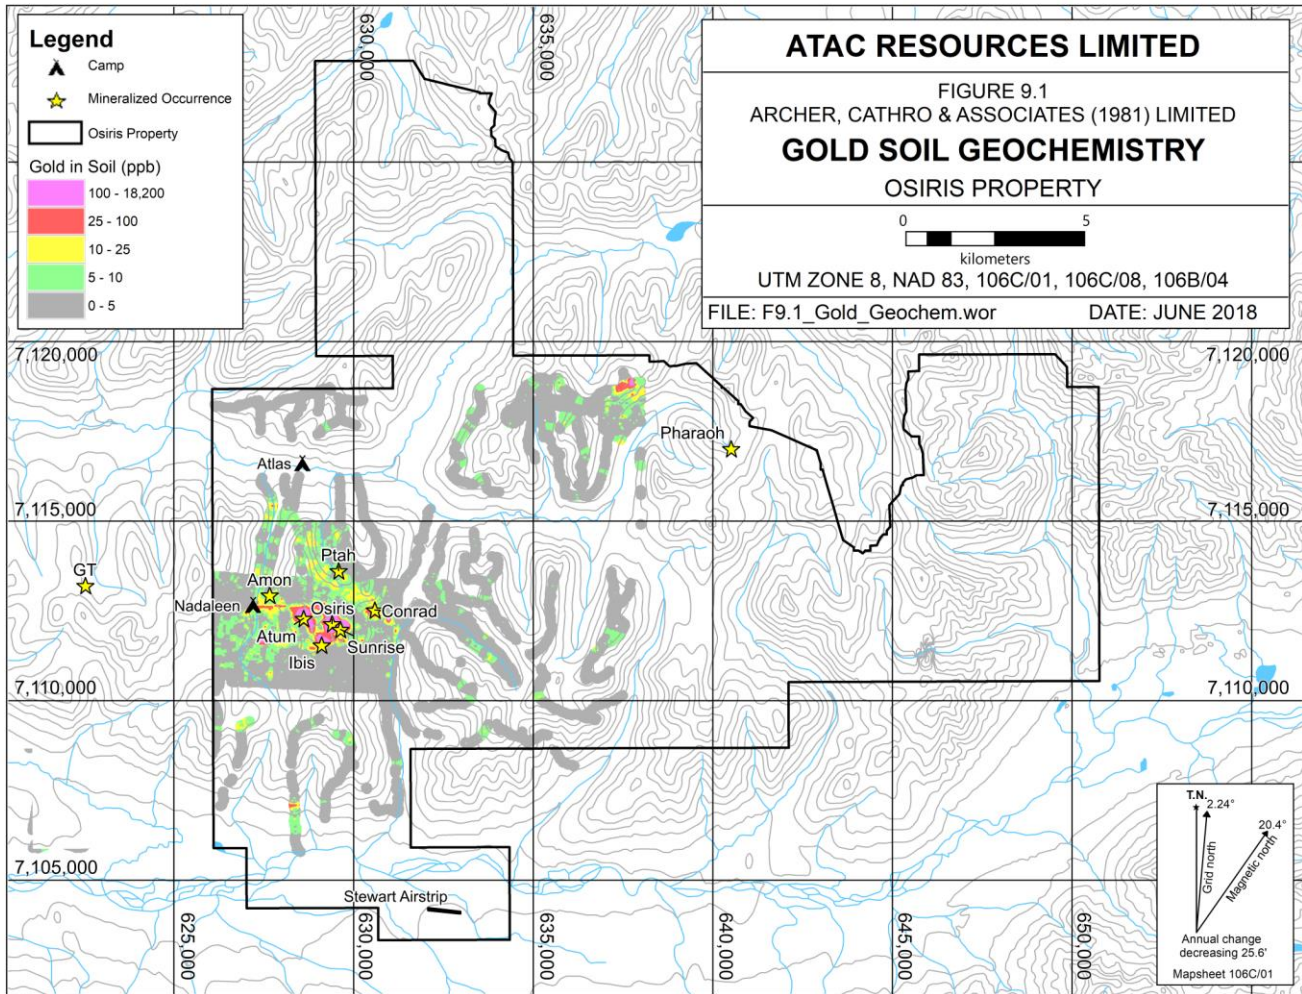 Legend
Camp
Mineralized Occurrence
Osiris Property
Gold in Soil (ppb)
100 - 18,200
25 - 100
10 - 25
5 - 10
0 - 5
630,000
635,000
ATAC RESOURCES LIMITED
FIGURE 9.1
ARCHER, CATHRO & ASSOCIATES (1981) LIMITED
GOLD SOIL GEOCHEMISTRY
OSIRIS PROPERTY
0 5
kilometers
UTM ZONE 8, NAD 83, 106C/01, 106C/08, 106B/04
FILE: F9.1_Gold_Geochem.wor DATE: JUNE 2018
7,120,000
7,120,000
Pharaoh
Atlas
7,115,000
7,115,000
Ptah
GT
Amon
Nadaleen
Osiris
Conrad
Atum
Sunrise
Ibis
7,110,000
7,110,000
7,105,000
Stewart Airstrip
625,000
630,000
635,000
640,000
645,000
650,000
T.N.
2.24°
20.4°
Grid north
Magnetic north
Annual change
decreasing 25.6'
Mapsheet 106C/01